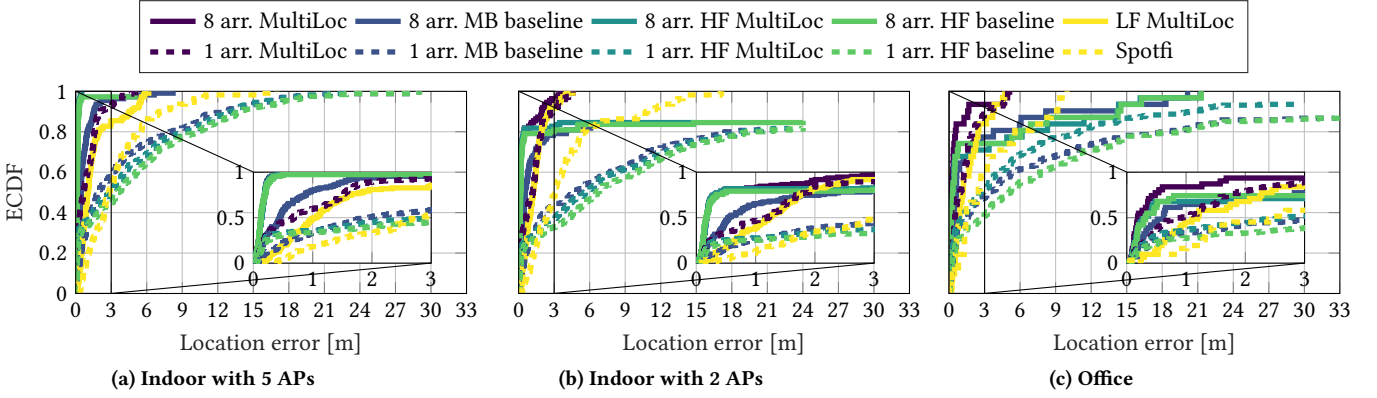 8 arr. MultiLoc 8 arr. MB baseline 8 arr. HF MultiLoc 8 arr. HF baseline LF MultiLoc
1 arr. MultiLoc 1 arr. MB baseline 1 arr. HF MultiLoc 1 arr. HF baseline Spotfi
ECDF
1
0.8
0.6
0.4
0.2
0
0 3 6 9 12 15 18 21 24 27 30 33
1
0.5
0
0 1 2 3
Location error [m]
(a) Indoor with 5 APs
0 3 6 9 12 15 18 21 24 27 30 33
1
0.5
0
0 1 2 3
Location error [m]
(b) Indoor with 2 APs
0 3 6 9 12 15 18 21 24 27 30 33
1
0.5
0
0 1 2 3
Location error [m]
(c) Office